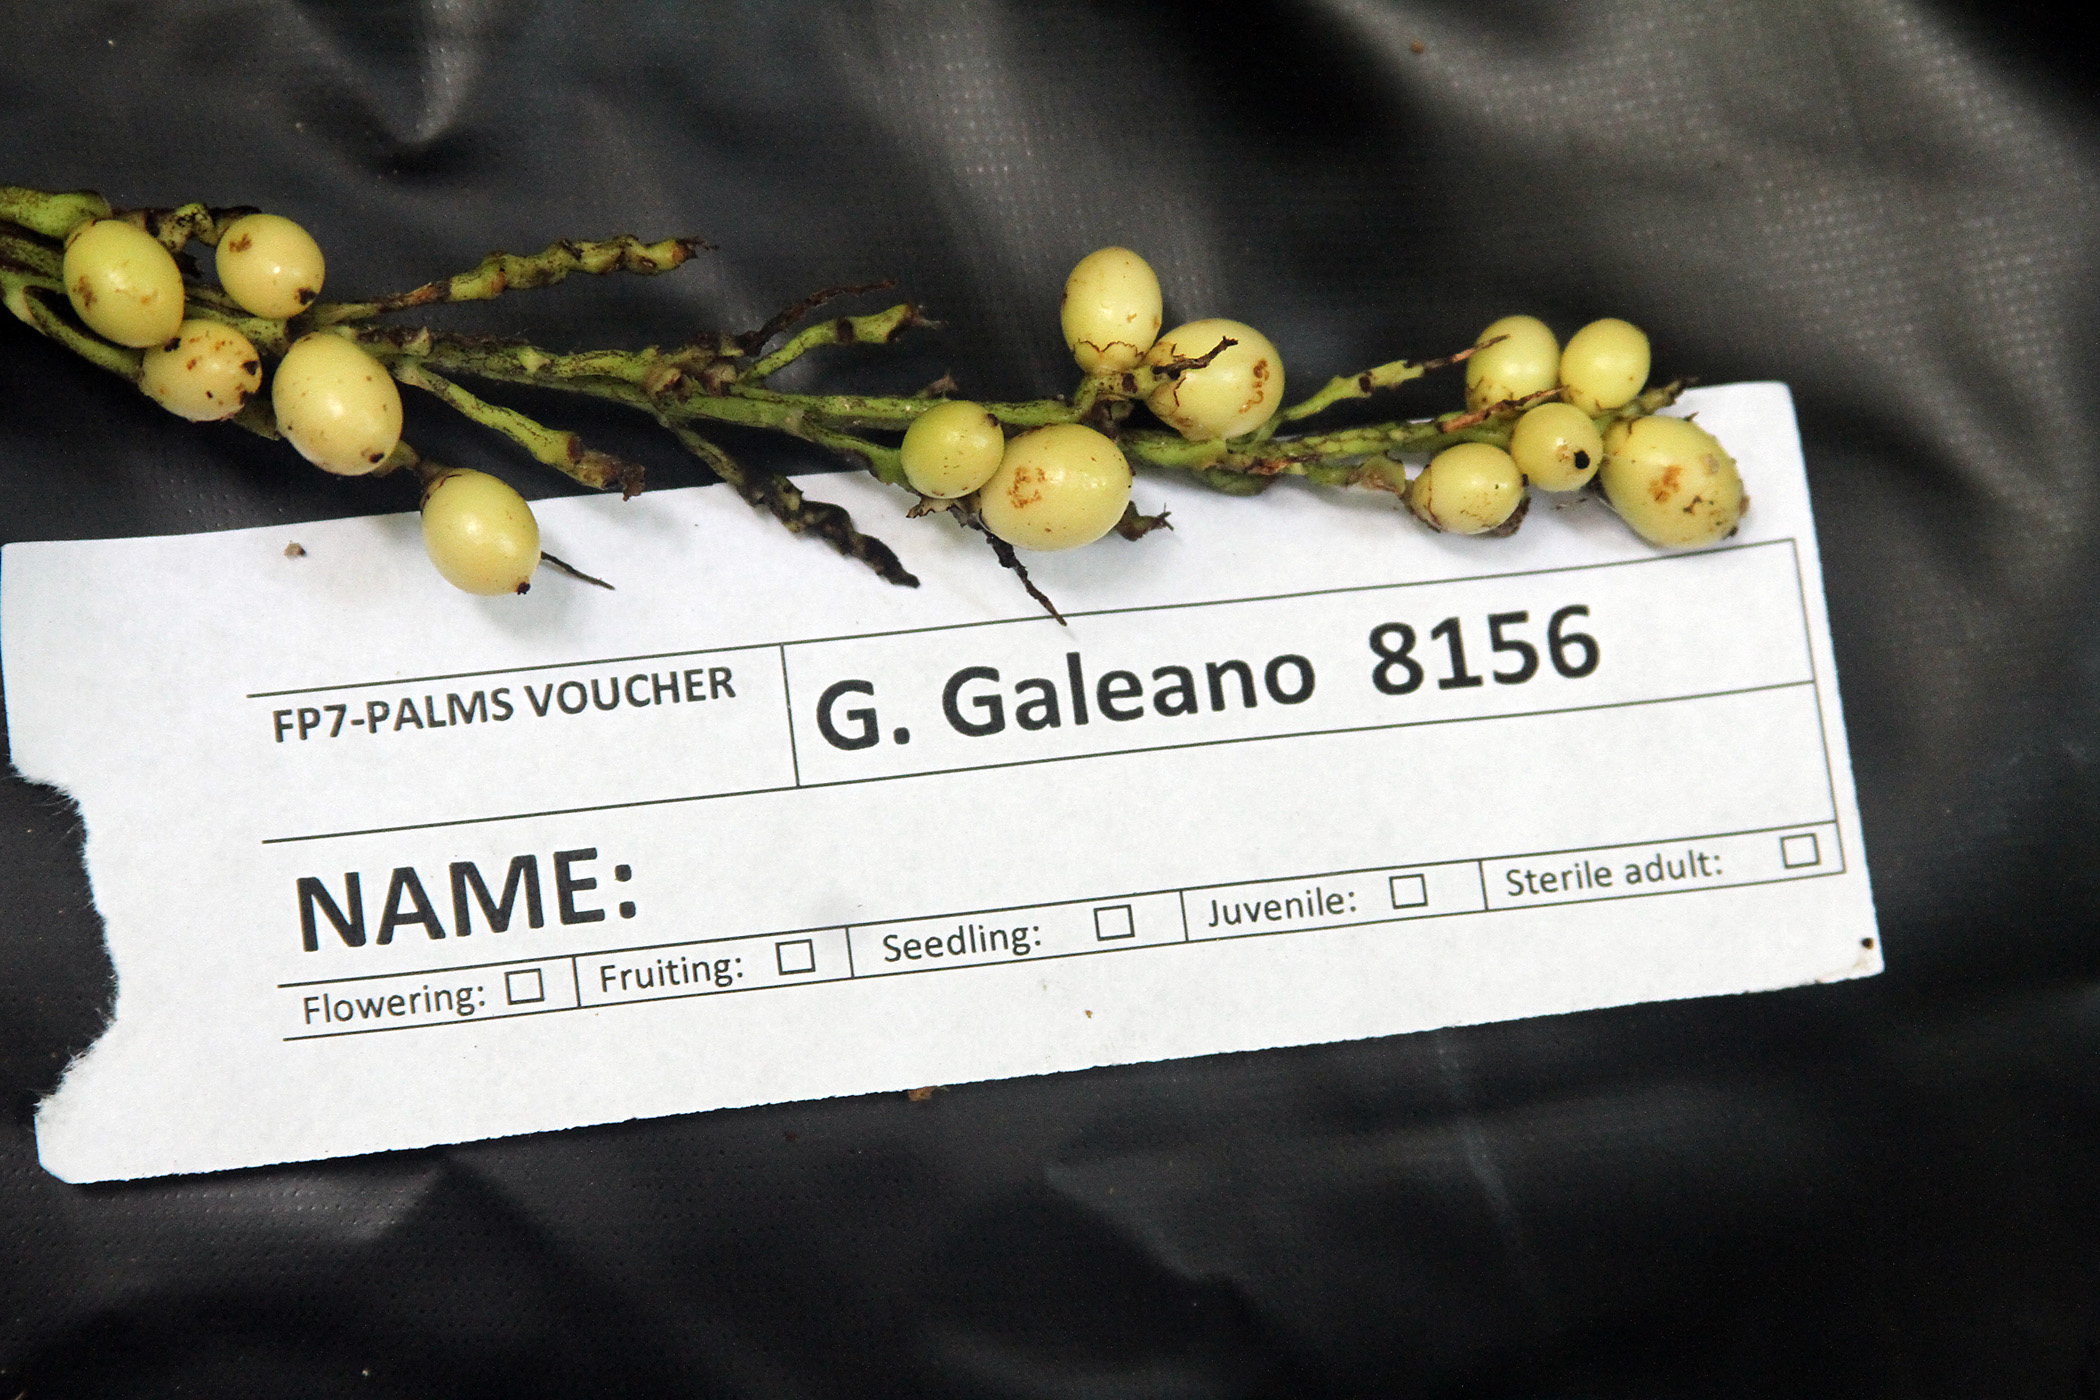 FP7-PALMS VOUCHER G. Galeano 8156
NAME:
Flowering: Fruiting: Seedling: Juvenile: Sterile adult: